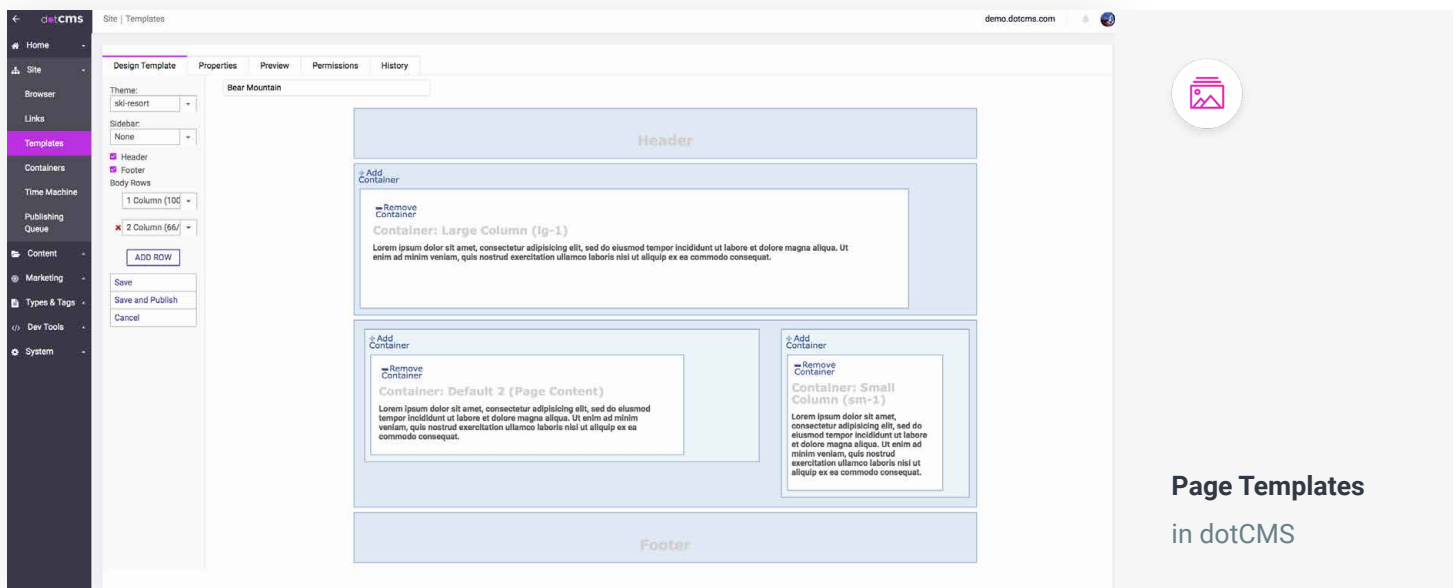 dotCMS
Site | Templates
demo.dotcms.com
Home
Site
Browser
Links
Templates
Containers
Time Machine
Publishing
Queue
Content
Marketing
Types & Tags
Dev Tools
System
Design Template
Properties
Preview
Permissions
History
Theme:
ski-resort
Sidebar:
None
Header
Footer
Body Rows
1 Column (100
2 Column (66/
ADD ROW
Save
Save and Publish
Cancel
Bear Mountain
Header
Add
Container
Remove
Container
Container: Large Column (lg-1)
Lorem ipsum dolor sit amet, consectetur adipisicing elit, sed do eiusmod tempor incididunt ut labore et dolore magna aliqua. Ut
enim ad minim veniam, quis nostrud exercitation ullamco laboris nisi ut aliquip ex ea commodo consequat.
Add
Container
Remove
Container
Container: Default 2 (Page Content)
Lorem ipsum dolor sit amet, consectetur adipisicing elit, sed do eiusmod
tempor incididunt ut labore et dolore magna aliqua. Ut enim ad minim
veniam, quis nostrud exercitation ullamco laboris nisi ut aliquip ex ea
commodo consequat.
Add
Container
Remove
Container
Container: Small
Column (sm-1)
Lorem ipsum dolor sit amet,
consectetur adipisicing elit, sed do
eiusmod tempor incididunt ut labore
et dolore magna aliqua. Ut enim ad
minim veniam, quis nostrud
exercitation ullamco laboris nisi ut
aliquip ex ea commodo consequat.
Footer
Page Templates
in dotCMS